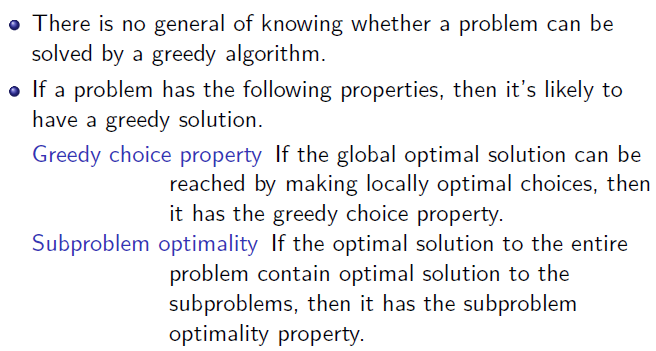 There is no general of knowing whether a problem can be
solved by a greedy algorithm.
If a problem has the following properties, then it's likely to
have a greedy solution.
Greedy choice property If the global optimal solution can be
reached by making locally optimal choices, then
it has the greedy choice property.
Subproblem optimality If the optimal solution to the entire
problem contain optimal solution to the
subproblems, then it has the subproblem
optimality property.